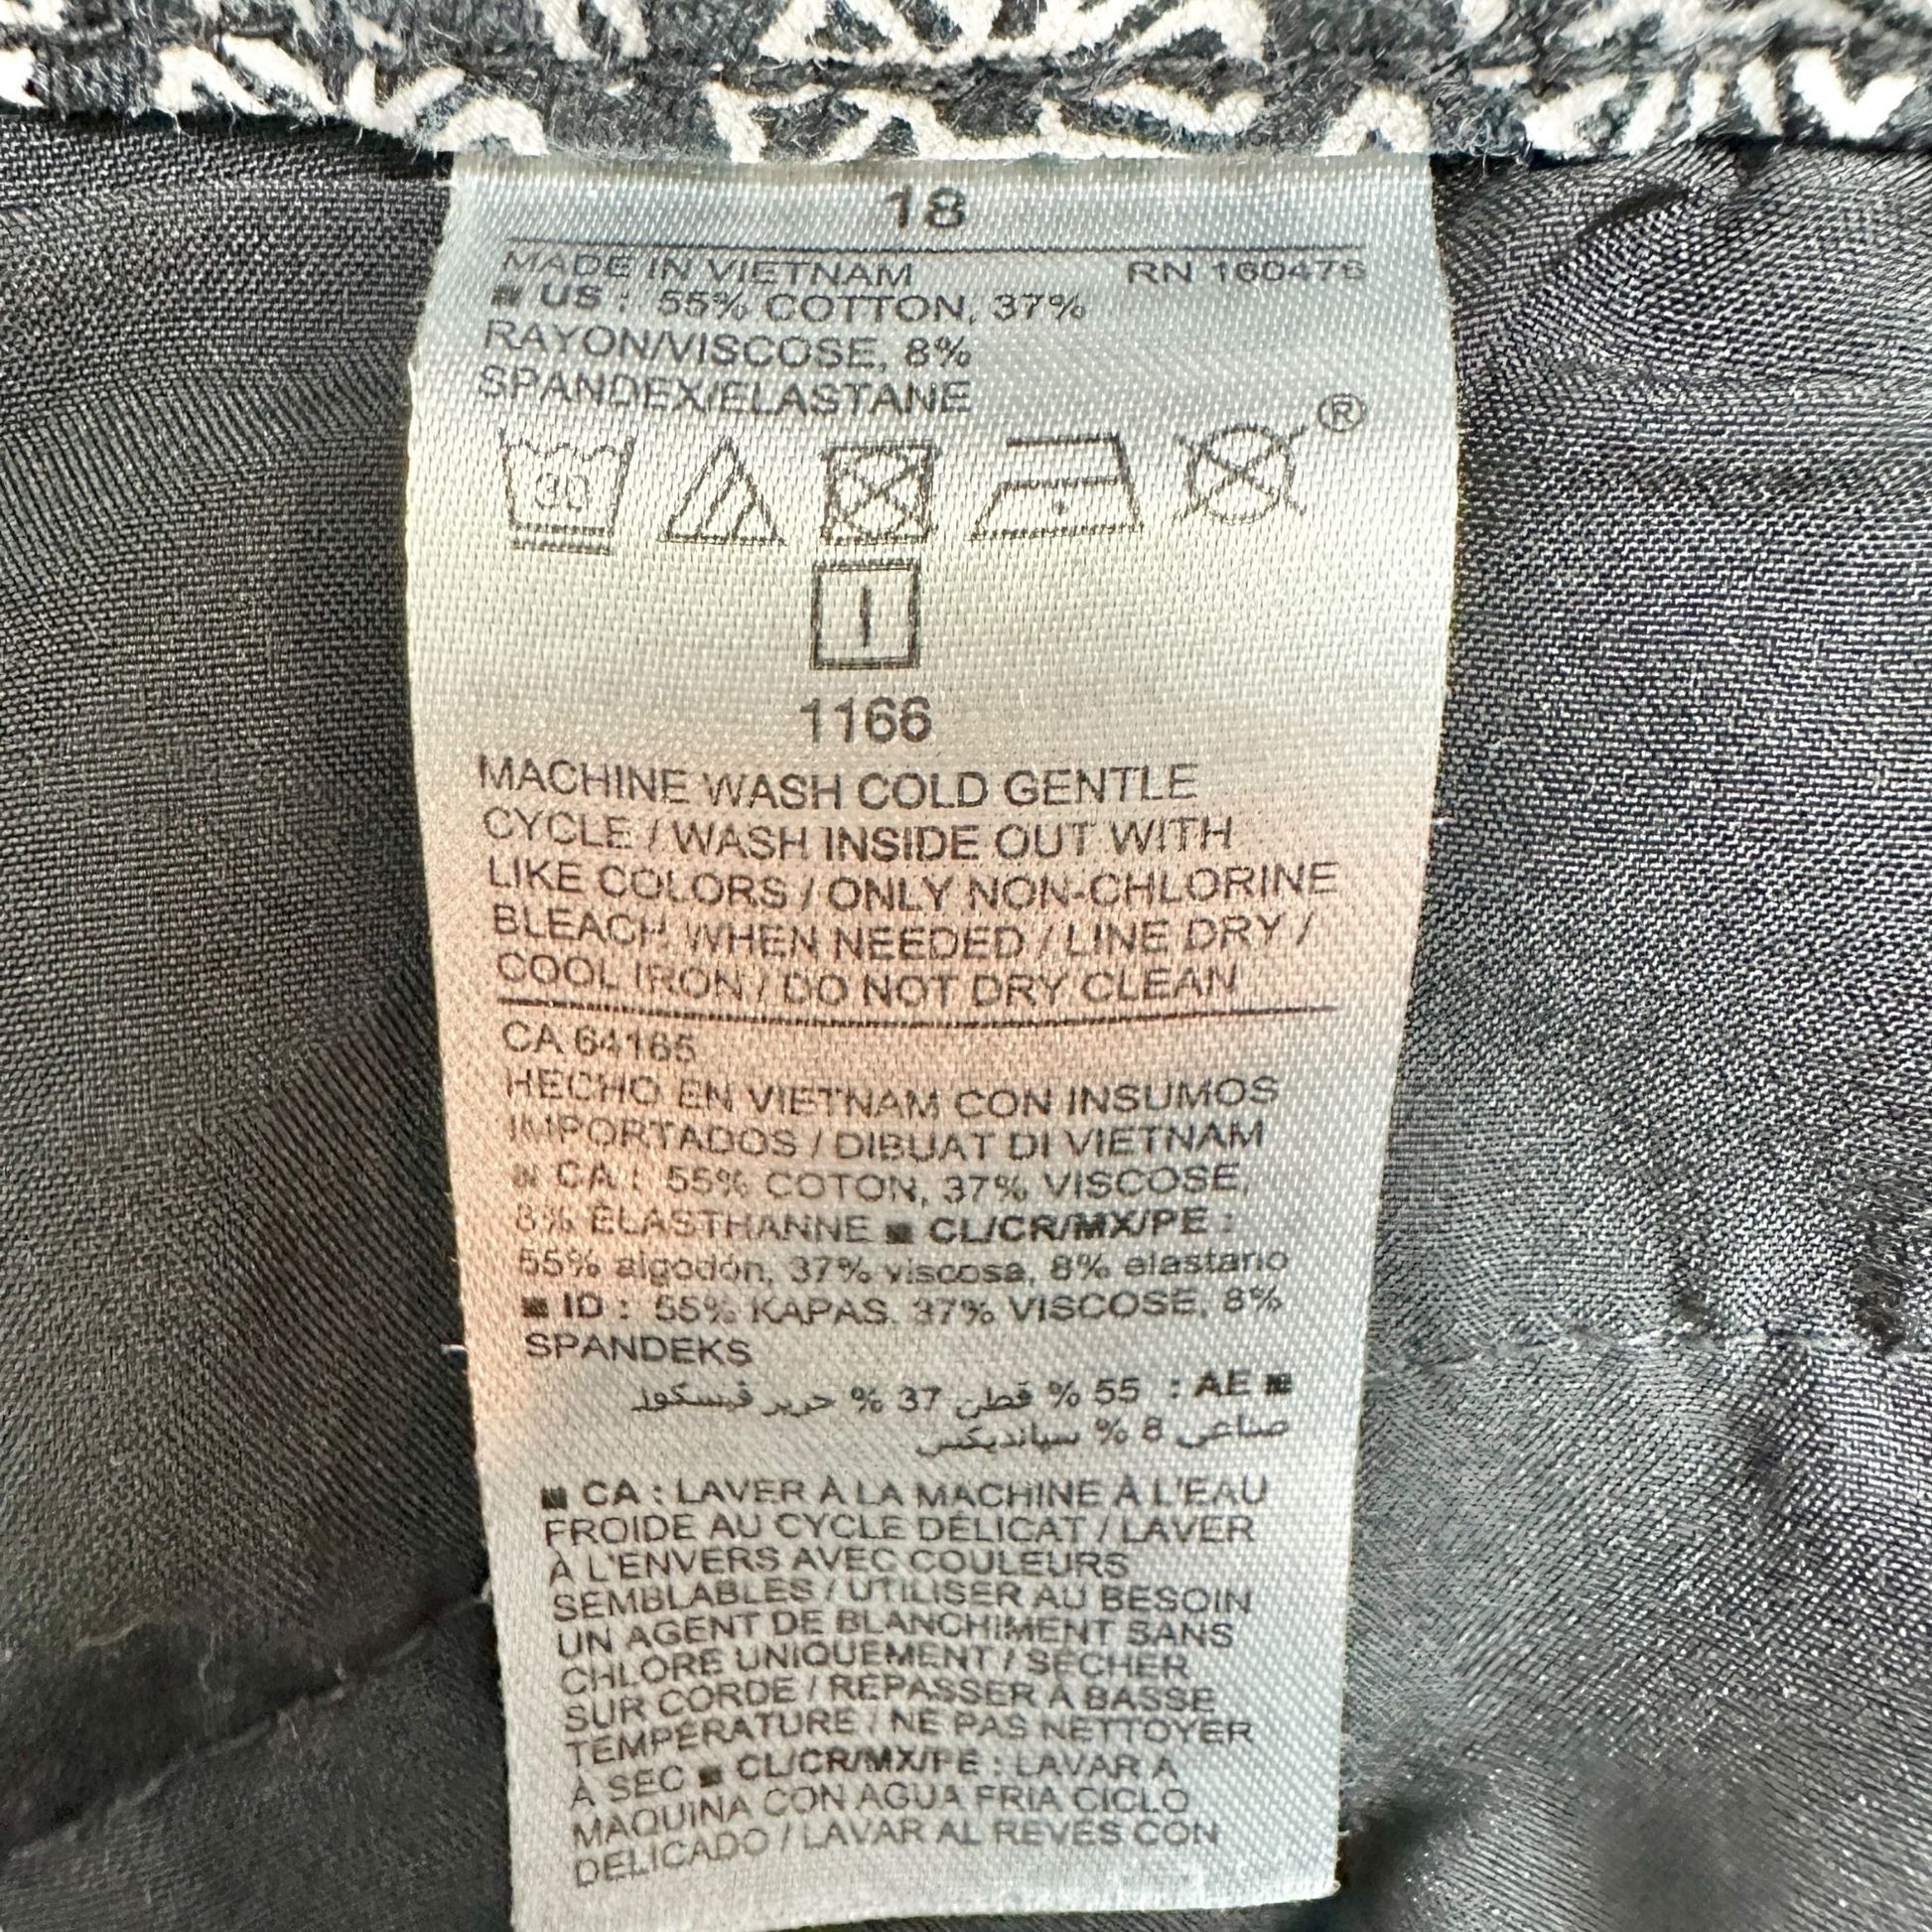 18
MADE IN VIETNAM RN 160476
■ US : 55% COTTON, 37%
RAYON/VISCOSE, 8%
SPANDEX/ELASTANE
30
®
1166
MACHINE WASH COLD GENTLE
CYCLE / WASH INSIDE OUT WITH
LIKE COLORS / ONLY NON-CHLORINE
BLEACH WHEN NEEDED / LINE DRY /
COOL IRON / DO NOT DRY CLEAN
CA 64165
HECHO EN VIETNAM CON INSUMOS
IMPORTADOS / DIBUAT DI VIETNAM
■ CA : 55% COTON, 37% VISCOSE,
8% ÉLASTHANNE ■ CL/CR/MX/PE :
55% algodón, 37% viscosa, 8% elastano
■ ID : 55% KAPAS, 37% VISCOSE, 8%
SPANDEKS
■ AE : 55 % قطن 37 % حرير فيسكوز
صناعي 8 % سباندیکس
■ CA : LAVER À LA MACHINE À L'EAU
FROIDE AU CYCLE DÉLICAT / LAVER
À L'ENVERS AVEC COULEURS
SEMBLABLES / UTILISER AU BESOIN
UN AGENT DE BLANCHIMENT SANS
CHLORE UNIQUEMENT / SÉCHER
SUR CORDE / REPASSER À BASSE
TEMPÉRATURE / NE PAS NETTOYER
À SEC ■ CL/CR/MX/PE : LAVAR A
MAQUINA CON AGUA FRIA CICLO
DELICADO / LAVAR AL REVES CON